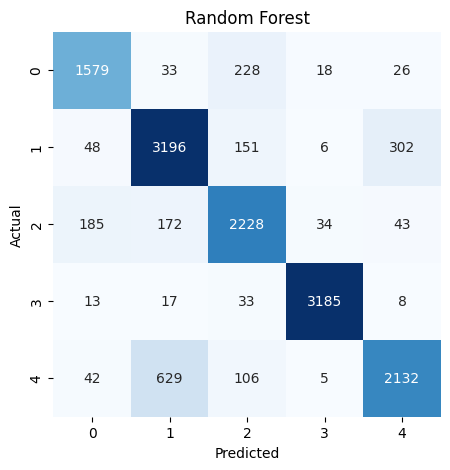 Random Forest
Actual
0 1579 33 228 18 26
1 48 3196 151 6 302
2 185 172 2228 34 43
3 13 17 33 3185 8
4 42 629 106 5 2132
0 1 2 3 4
Predicted